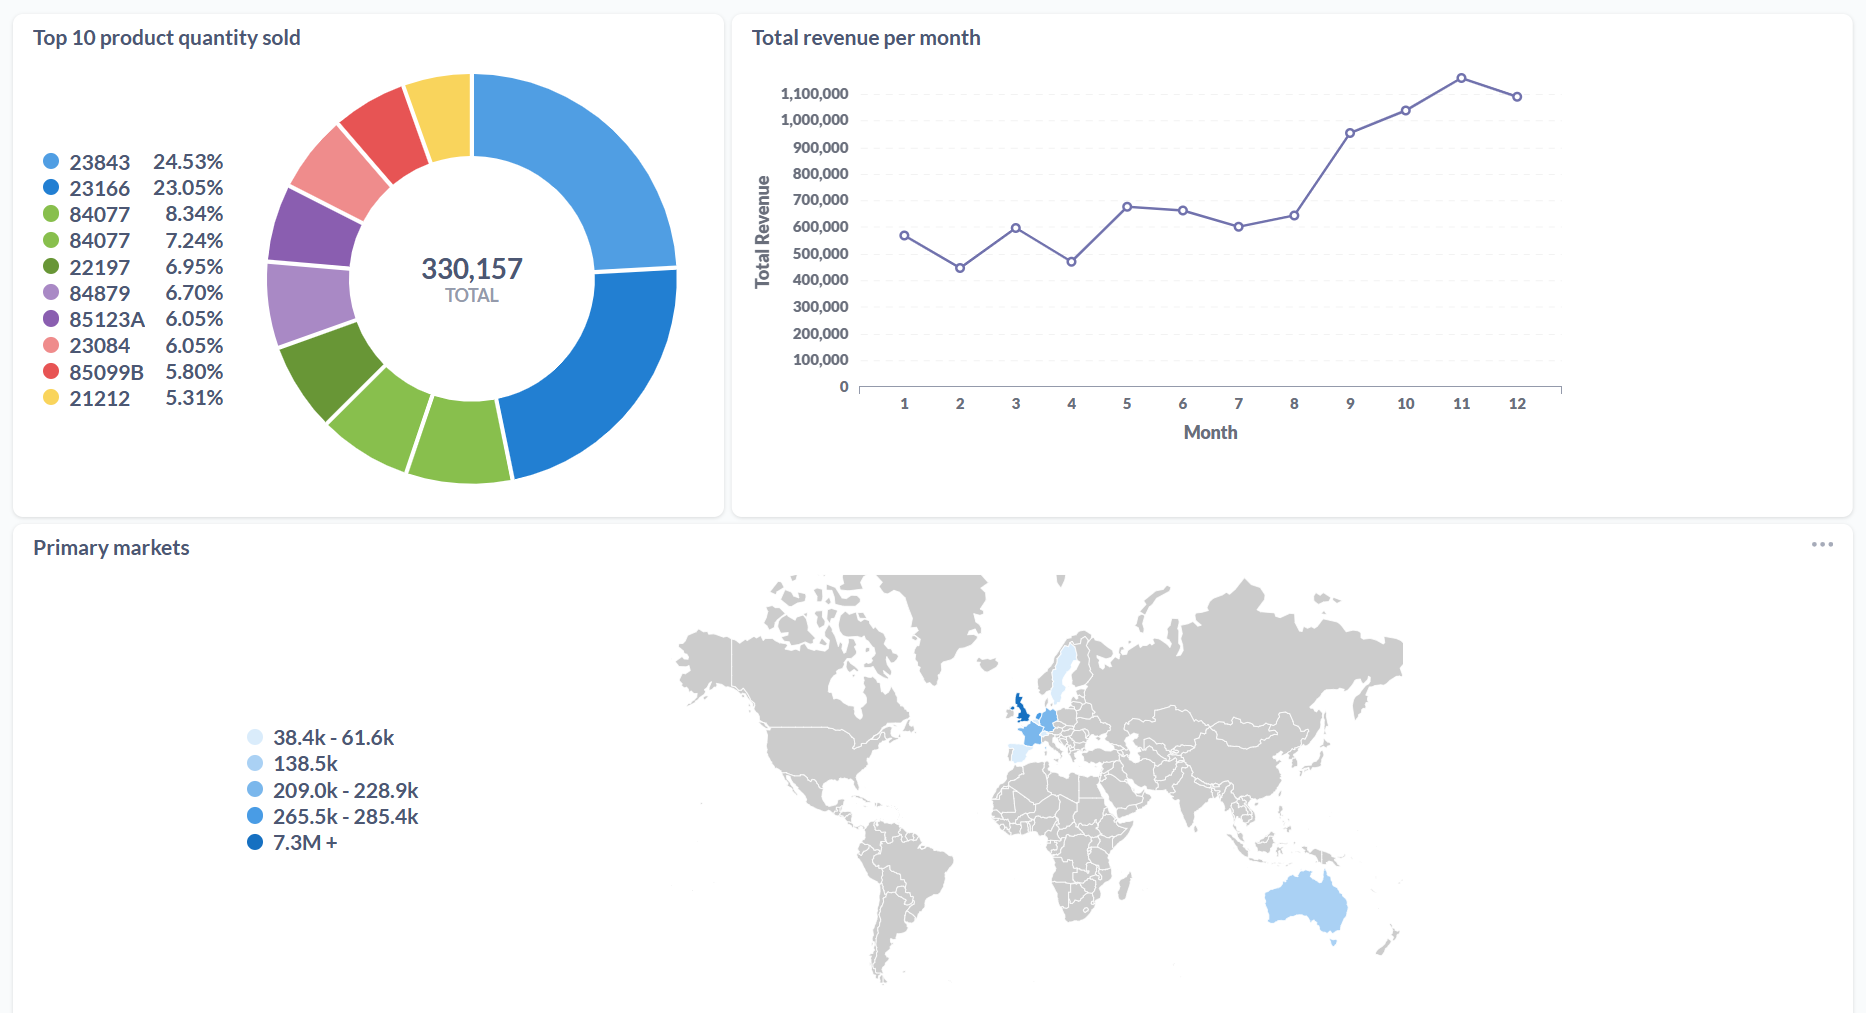 Top 10 product quantity sold
23843 24.53%
23166 23.05%
84077 8.34%
84077 7.24%
22197 6.95%
84879 6.70%
85123A 6.05%
23084 6.05%
85099B 5.80%
21212 5.31%
330,157
TOTAL
Total revenue per month
Total Revenue
1,100,000
1,000,000
900,000
800,000
700,000
600,000
500,000
400,000
300,000
200,000
100,000
0
1 2 3 4 5 6 7 8 9 10 11 12
Month
Primary markets
38.4k - 61.6k
138.5k
209.0k - 228.9k
265.5k - 285.4k
7.3M +